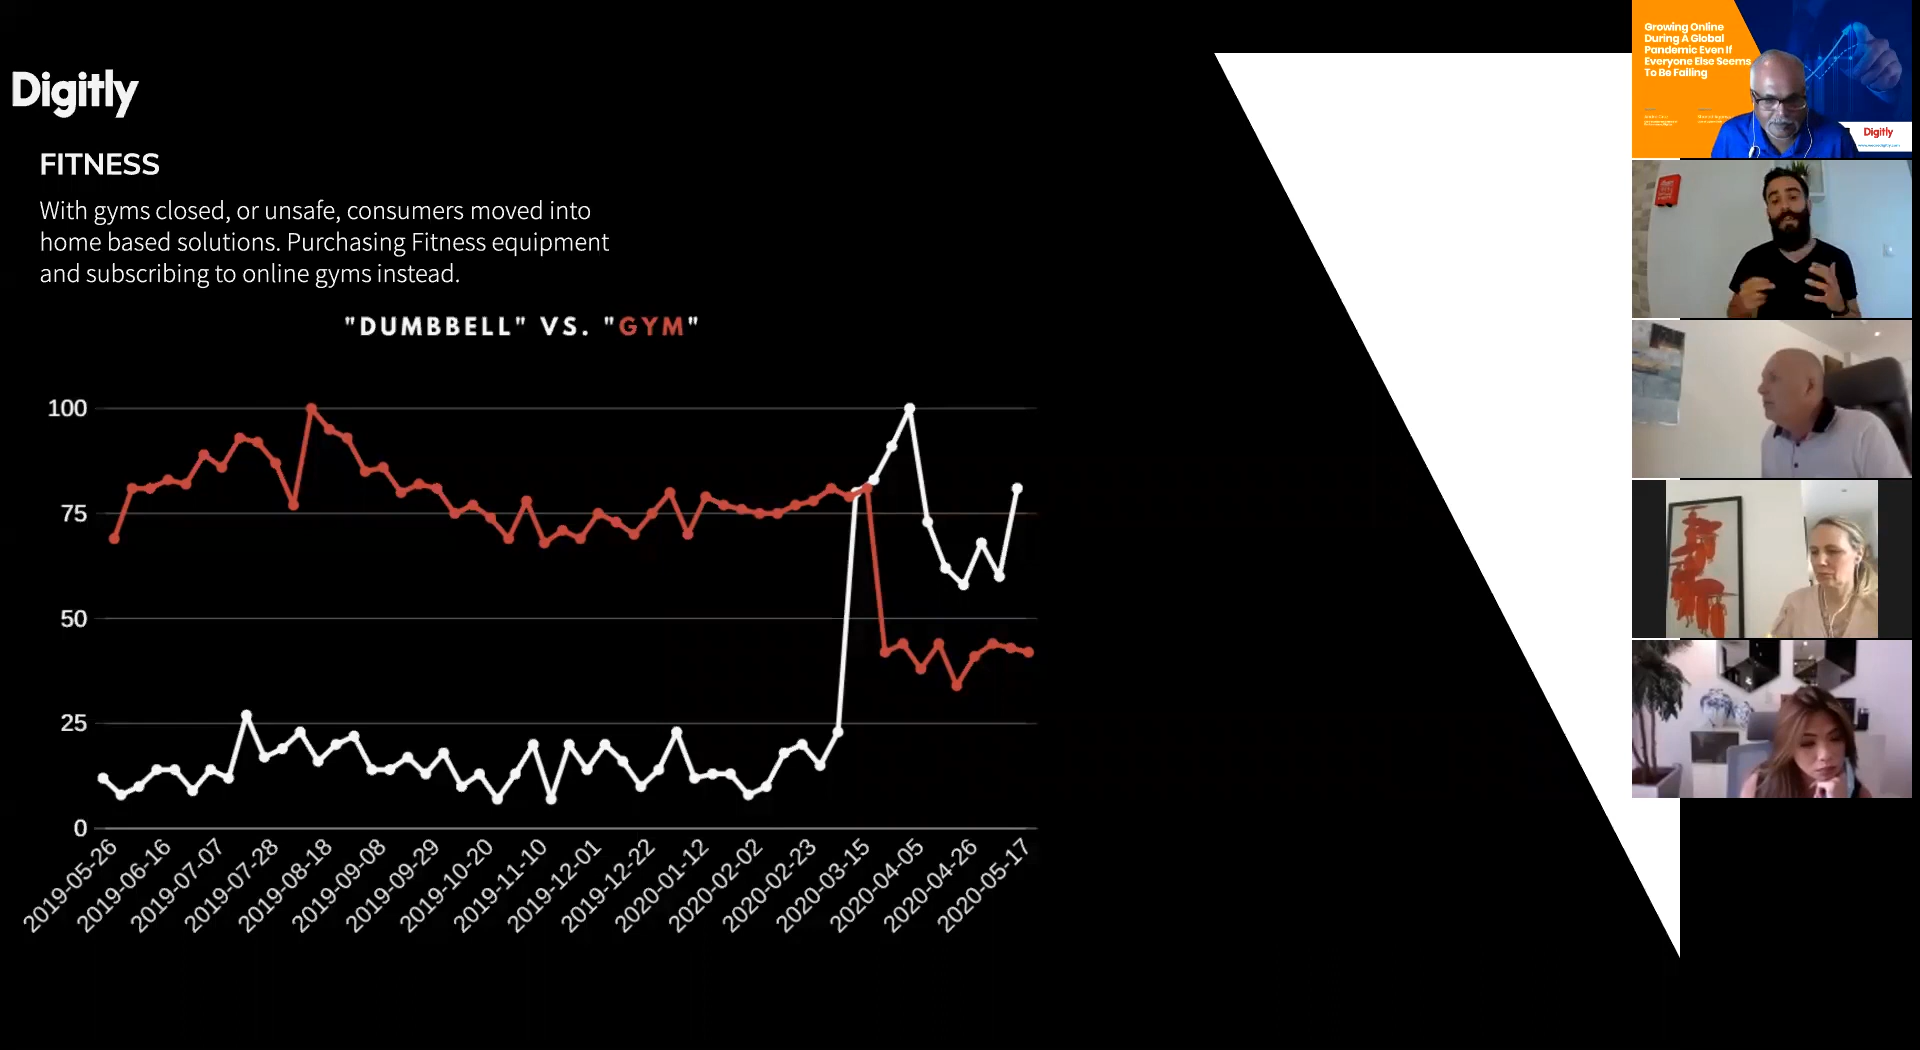 Digitly
FITNESS
With gyms closed, or unsafe, consumers moved into
home based solutions. Purchasing Fitness equipment
and subscribing to online gyms instead.
"DUMBBELL" VS. "GYM"
100
75
50
25
0
2019-05-26
2019-06-16
2019-07-07
2019-07-28
2019-08-18
2019-09-08
2019-09-29
2019-10-20
2019-11-10
2019-12-01
2019-12-22
2020-01-12
2020-02-02
2020-02-23
2020-03-15
2020-04-05
2020-04-26
2020-05-17
Growing Online
During A Global
Pandemic Even If
Everyone Else Seems
To Be Failing
Digitly